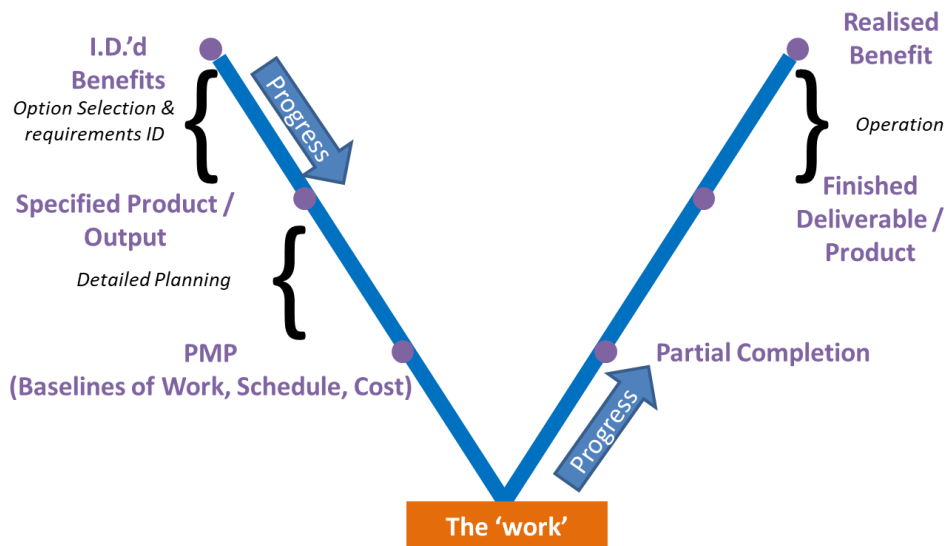 I.D.'d
Benefits
Option Selection &
requirements ID
Progress
Specified Product /
Output
Detailed Planning
PMP
(Baselines of Work, Schedule, Cost)
The ‘work’
Progress
Partial Completion
Finished
Deliverable /
Product
Operation
Realised
Benefit